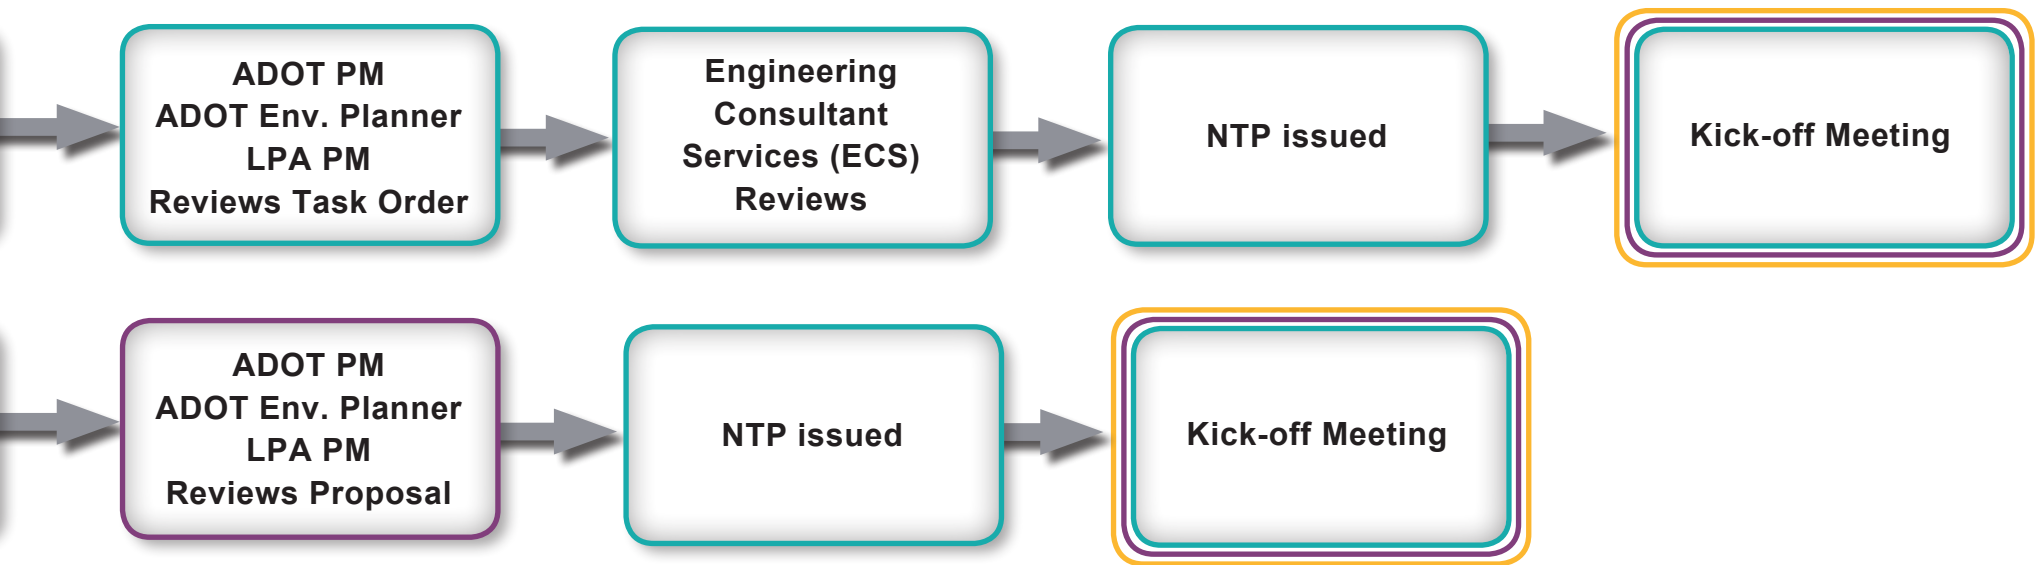 ADOT PM
ADOT Env. Planner
LPA PM
Reviews Task Order
Engineering
Consultant
Services (ECS)
Reviews
NTP issued
Kick-off Meeting
ADOT PM
ADOT Env. Planner
LPA PM
Reviews Proposal
NTP issued
Kick-off Meeting